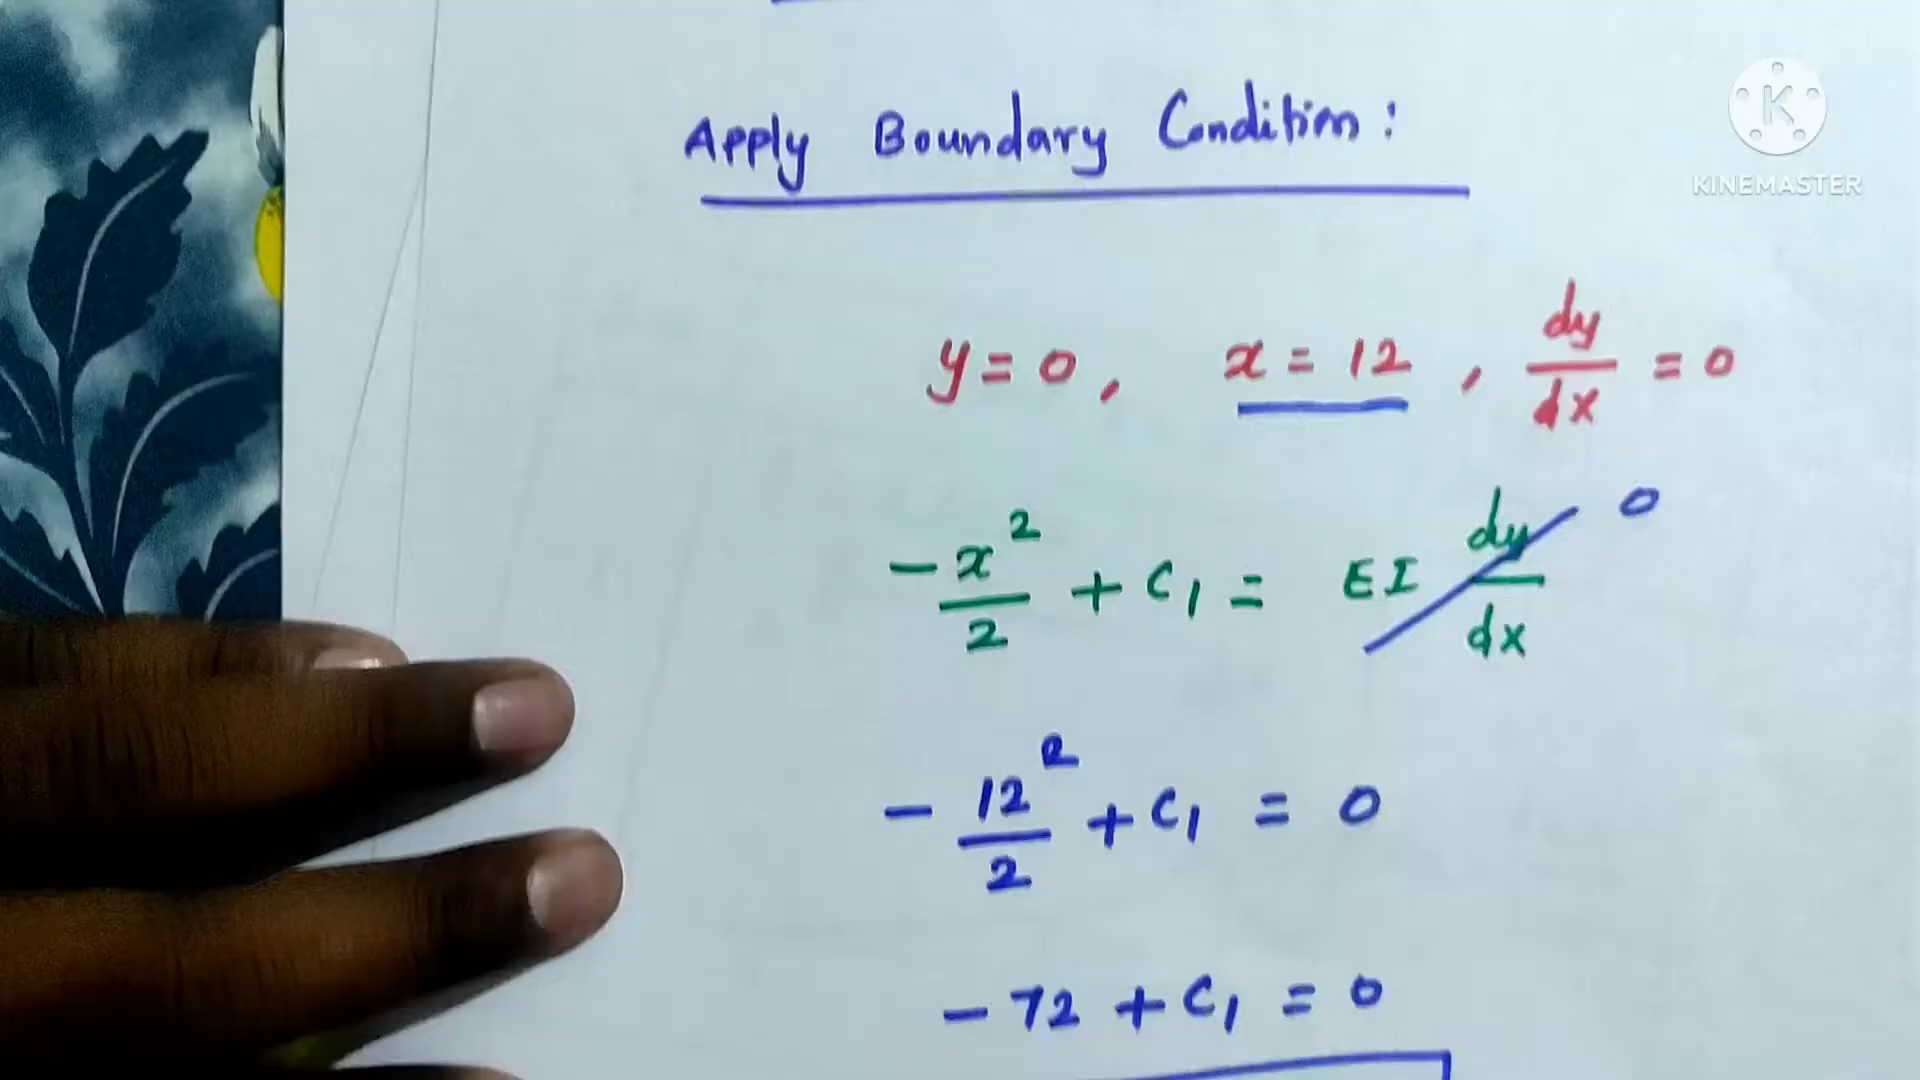 Apply Boundary Condition:
KINEMASTER
y = 0, x = 12, dy/dx = 0
-x²/2 + C₁ = EI dy/dx 0
-12²/2 + C₁ = 0
-72 + C₁ = 0